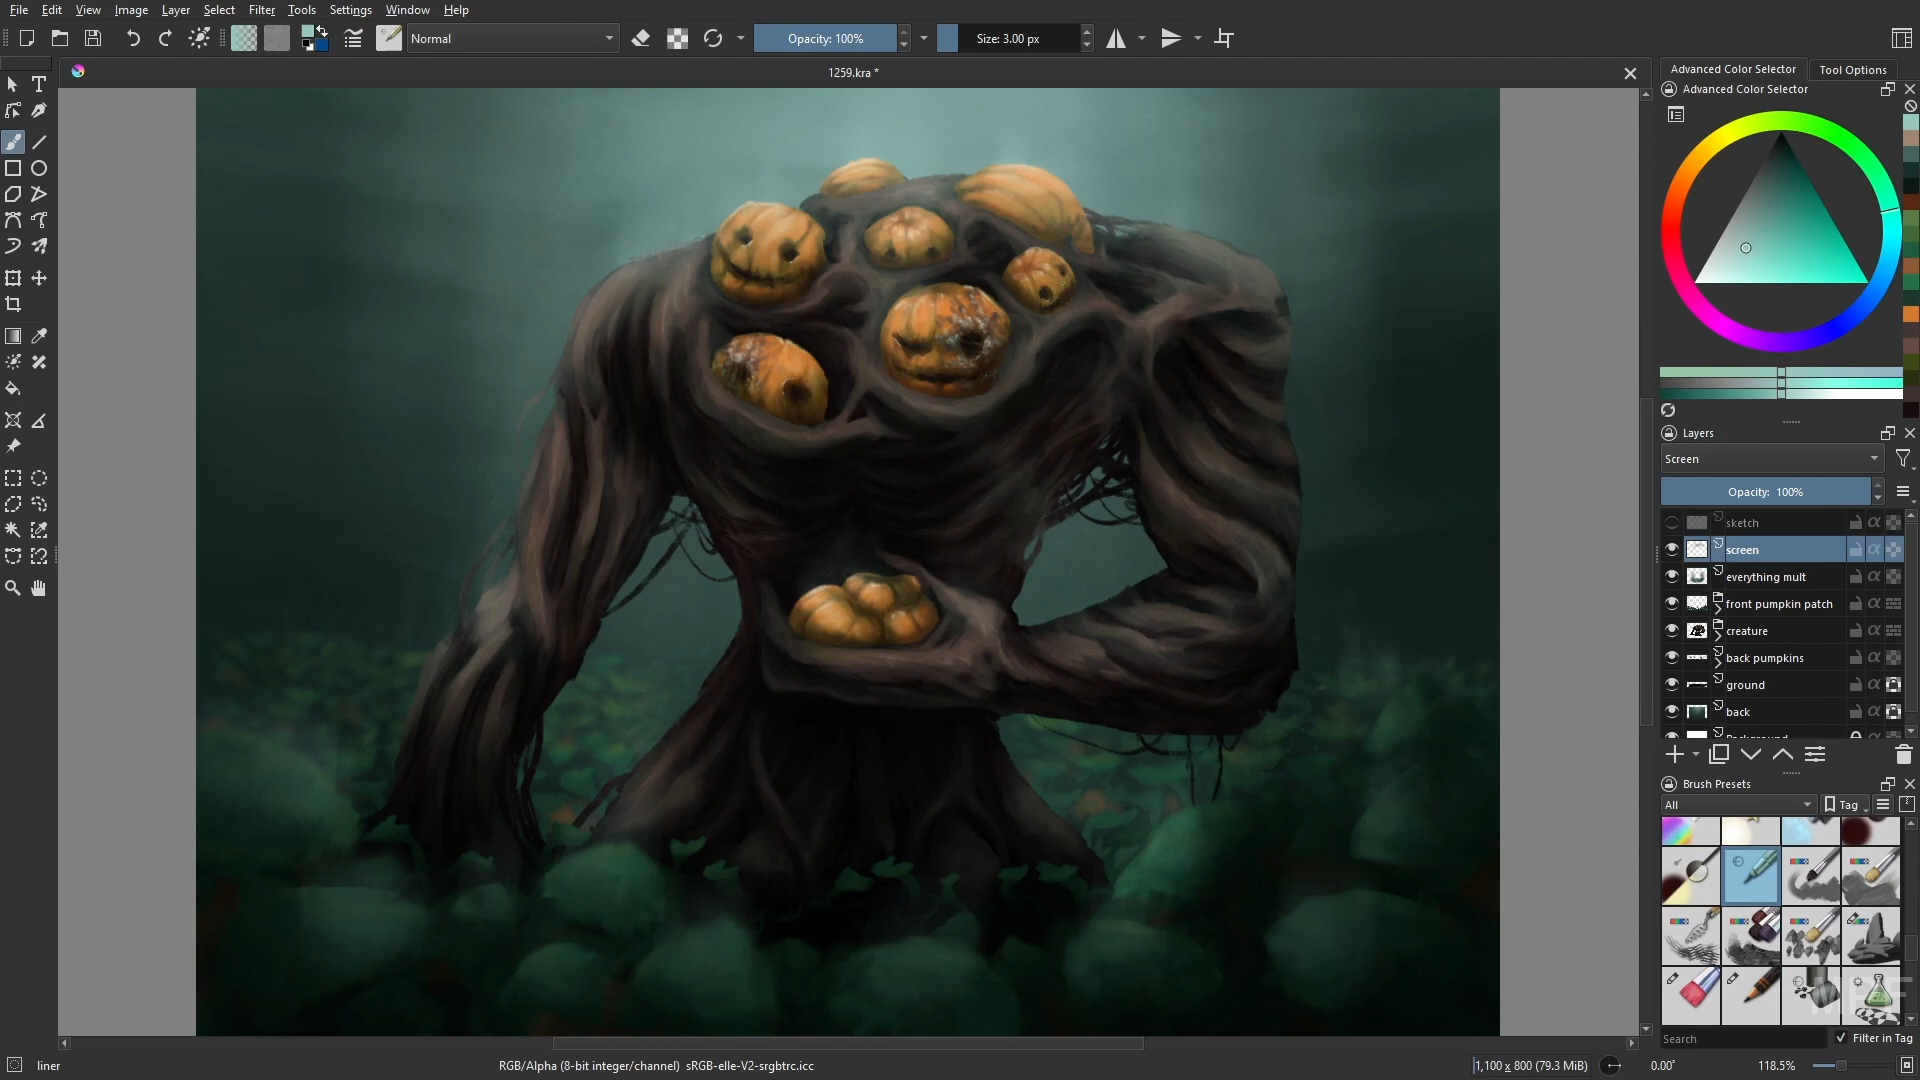 File Edit View Image Layer Select Filter Tools Settings Window Help
Normal
Opacity: 100%
Size: 3.00 px
1259.kra *
Advanced Color Selector
Tool Options
Advanced Color Selector
Layers
Screen
Opacity: 100%
sketch
screen
everything mult
front pumpkin patch
creature
back pumpkins
ground
back
Background
Brush Presets
All
Tag
Search
Filter in Tag
liner
RGB/Alpha (8-bit integer/channel) sRGB-elle-V2-srgbtrc.icc
1,100 x 800 (79.3 MiB)
0.00°
118.5%